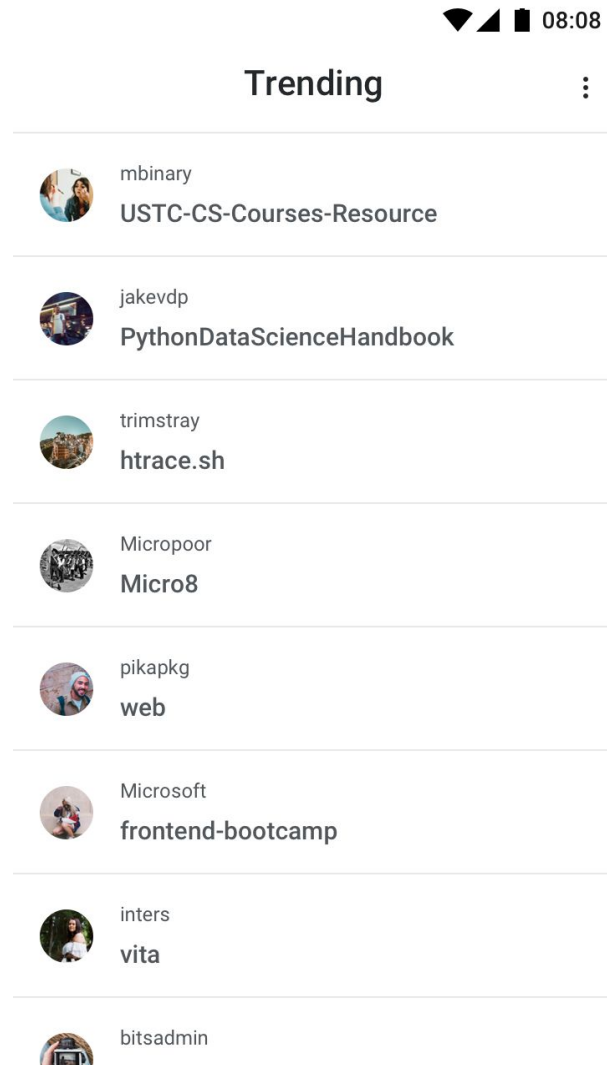 08:08
Trending
mbinary
USTC-CS-Courses-Resource
jakevdp
PythonDataScienceHandbook
trimstray
htrace.sh
Micropoor
Micro8
pikapkg
web
Microsoft
frontend-bootcamp
inters
vita
bitsadmin